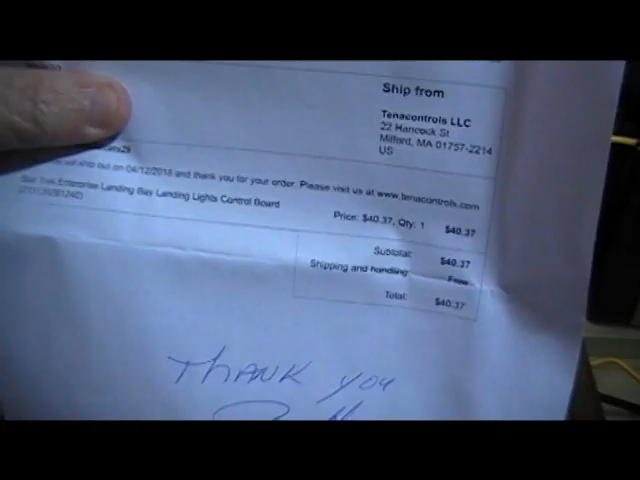 Ship from
Tenacontrols LLC
22 Hancock St
Milford, MA 01757-2214
US
will ship out on 04/12/2018 and thank you for your order. Please visit us at www.tenacontrols.com
Star Trek Enterprise Landing Bay Landing Lights Control Board
Price: $40.37, Qty: 1 $40.37
Subtotal: $40.37
Shipping and handling: Free
Total: $40.37
THANK YOU